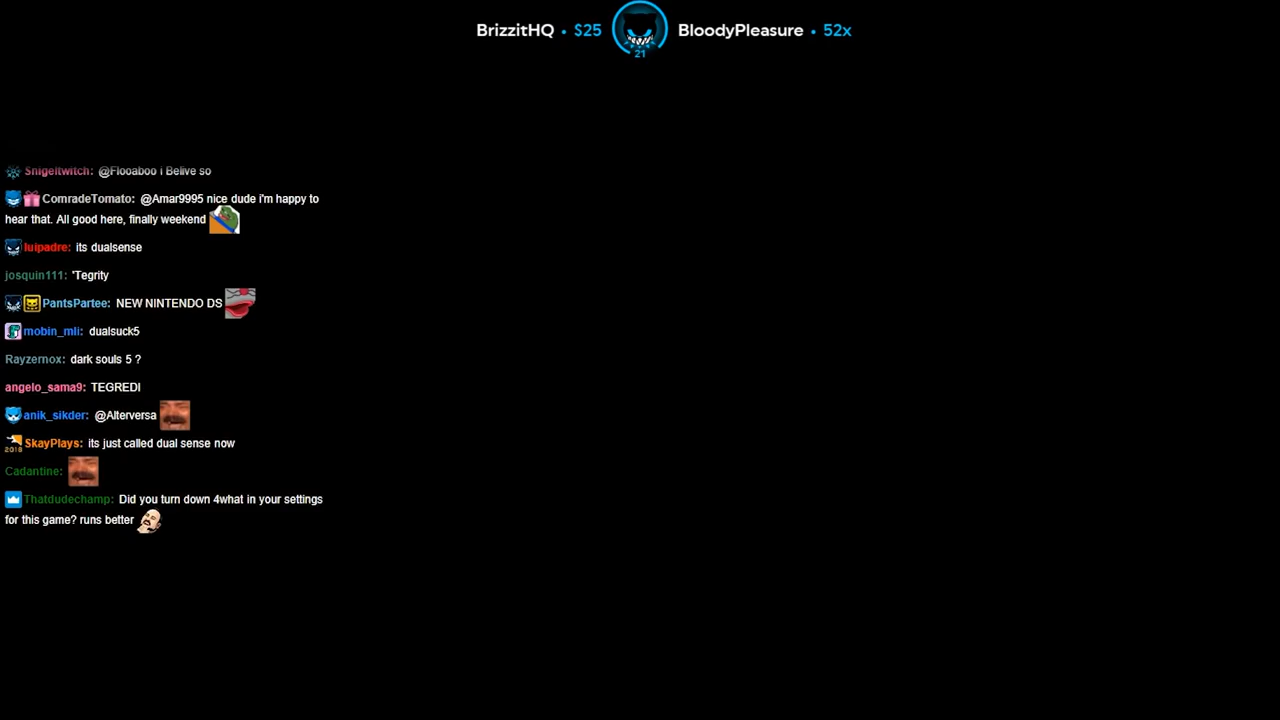 BrizzitHQ • $25
21
BloodyPleasure • 52x
Snigeltwitch: @Flooaboo i Belive so
ComradeTomato: @Amar9995 nice dude i'm happy to
hear that. All good here, finally weekend
luipadre: its dualsense
josquin111: 'Tegrity
PantsPartee: NEW NINTENDO DS
mobin_mli: dualsuck5
Rayzernox: dark souls 5 ?
angelo_sama9: TEGREDI
anik_sikder: @Alterversa
2018 SkayPlays: its just called dual sense now
Cadantine:
Thatdudechamp: Did you turn down 4what in your settings
for this game? runs better